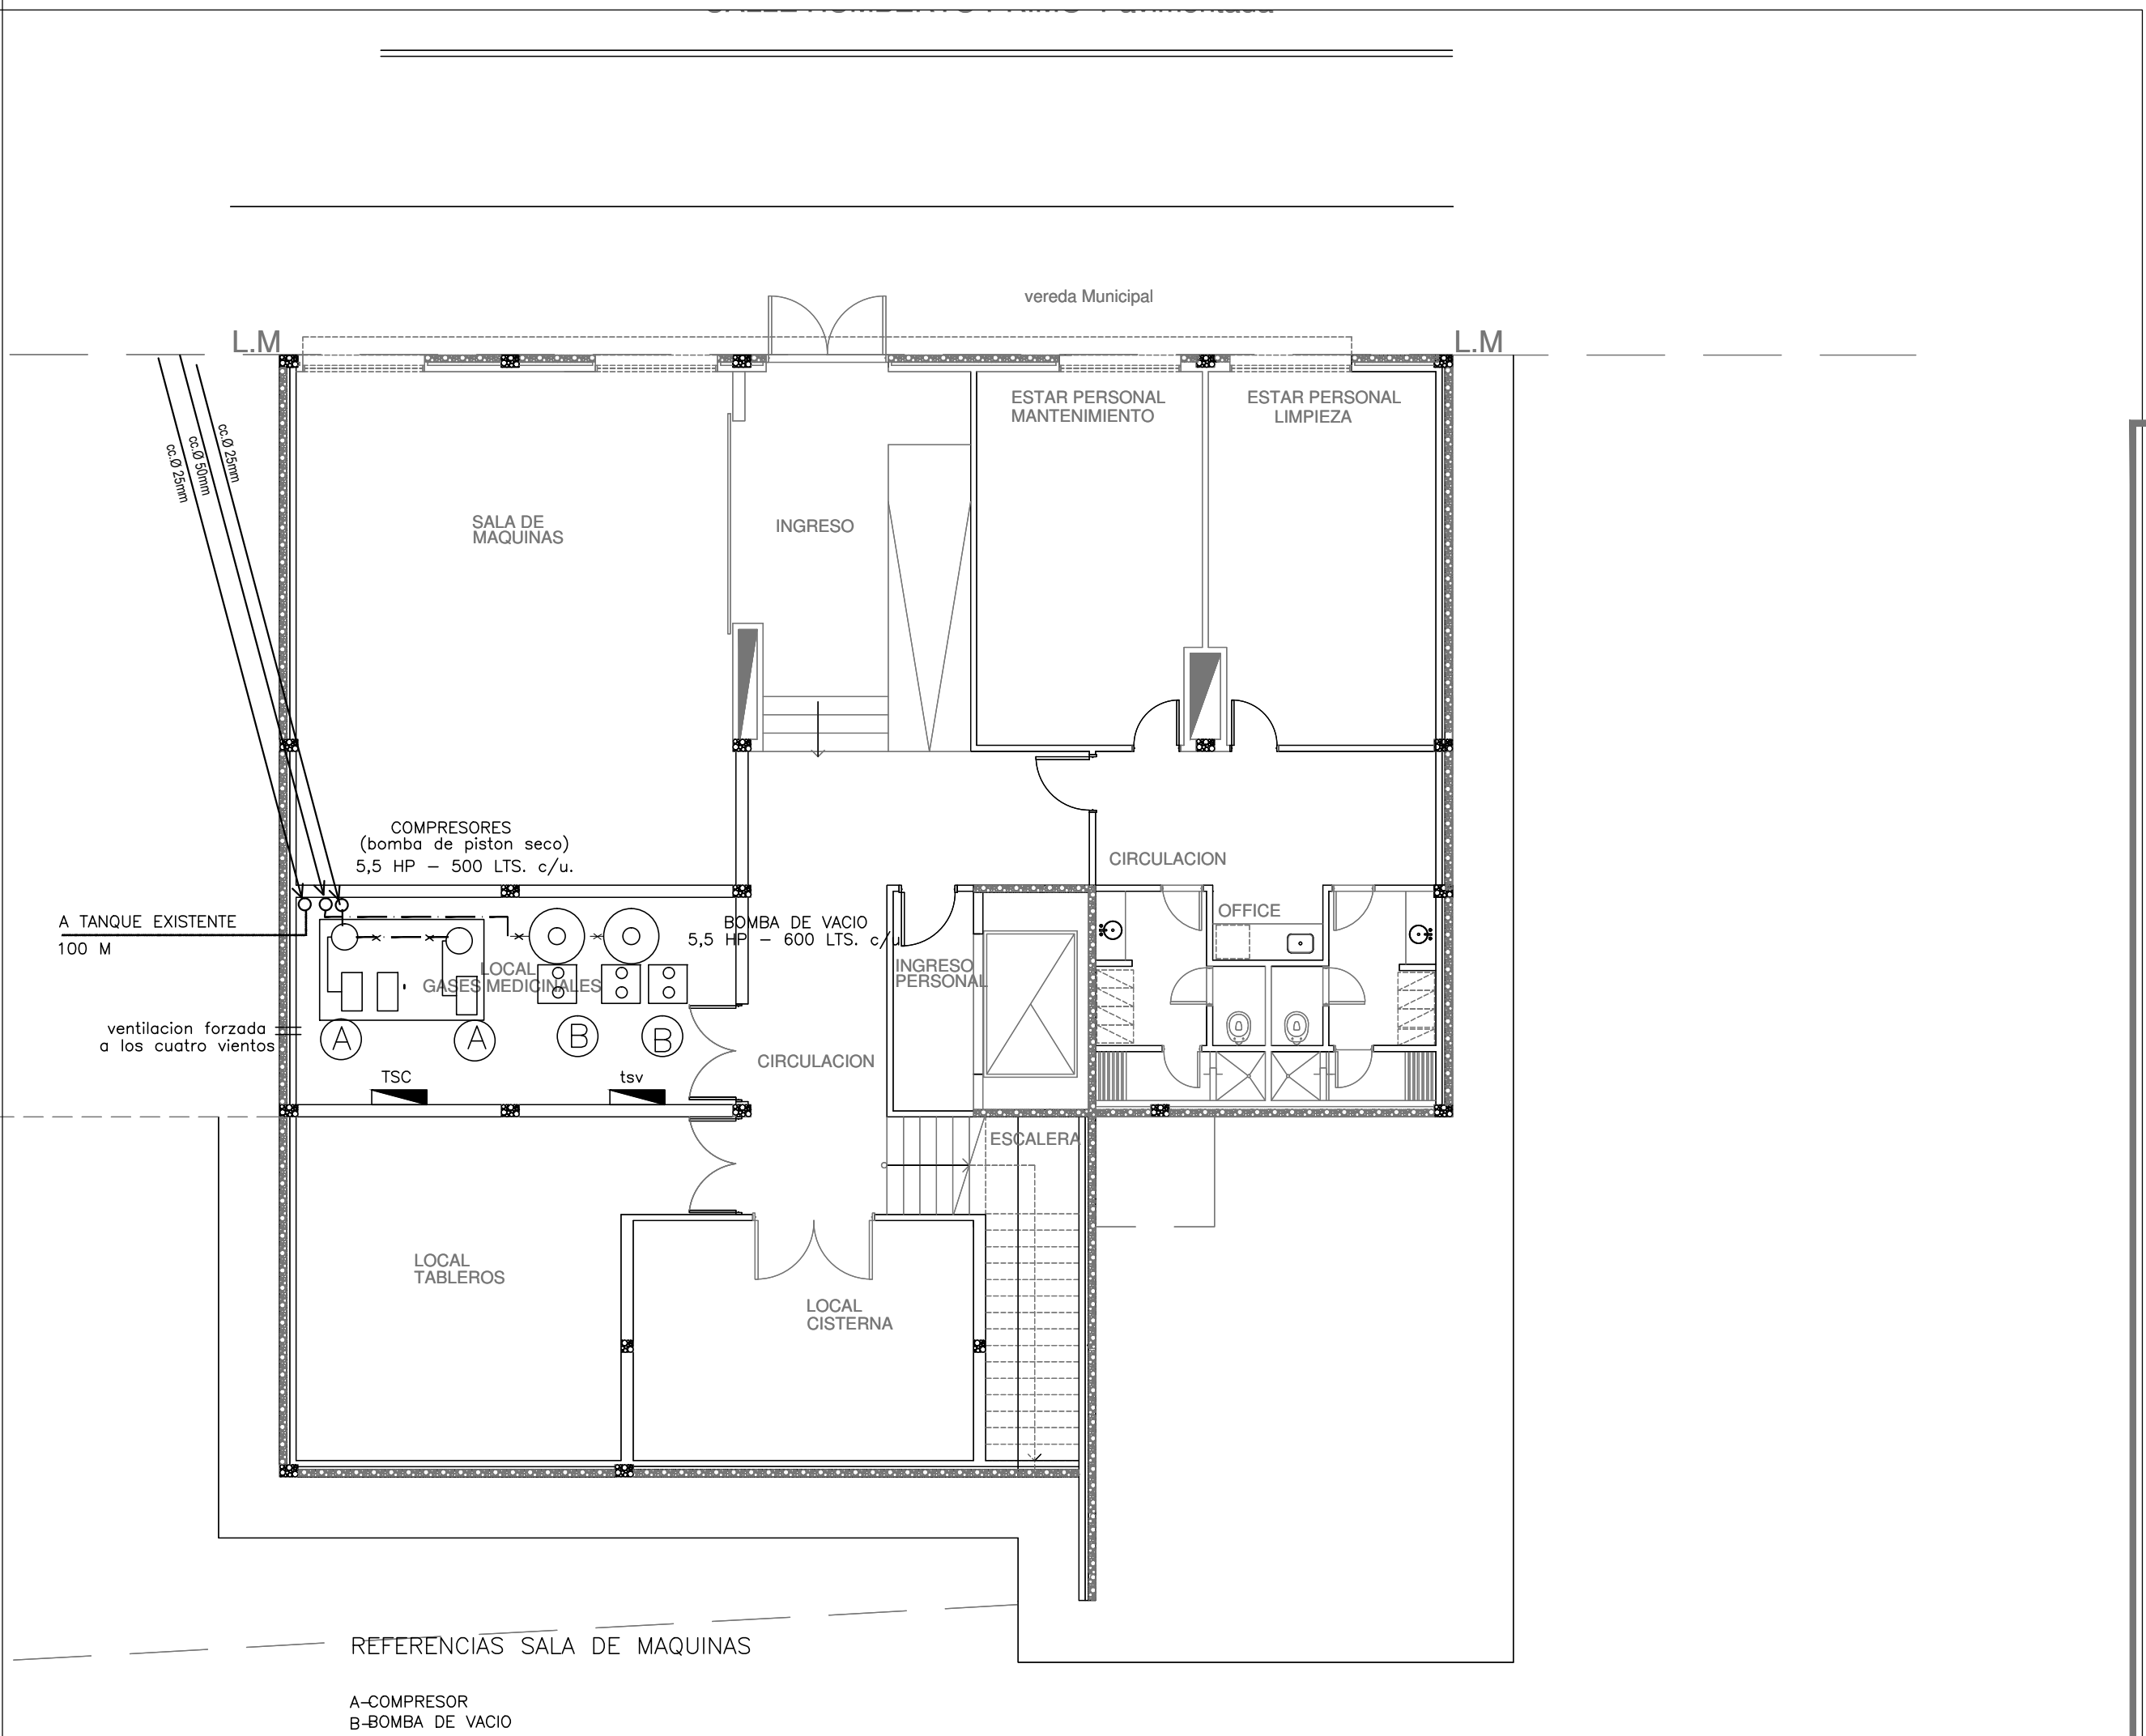 vereda Municipal
L.M
L.M
ESTAR PERSONAL
MANTENIMIENTO
ESTAR PERSONAL
LIMPIEZA
cc.Ø 25mm
cc.Ø 50mm
cc.Ø 25mm
SALA DE
MAQUINAS
INGRESO
COMPRESORES
(bomba de piston seco)
5,5 HP – 500 LTS. c/u.
CIRCULACION
A TANQUE EXISTENTE
100 M
BOMBA DE VACIO
5,5 HP – 600 LTS. c/u
OFFICE
LOCAL
GASES MEDICINALES
INGRESO
PERSONAL
ventilacion forzada
a los cuatro vientos
A
A
B
B
CIRCULACION
TSC
tsv
ESCALERA
LOCAL
TABLEROS
LOCAL
CISTERNA
REFERENCIAS SALA DE MAQUINAS
A–COMPRESOR
B–BOMBA DE VACIO